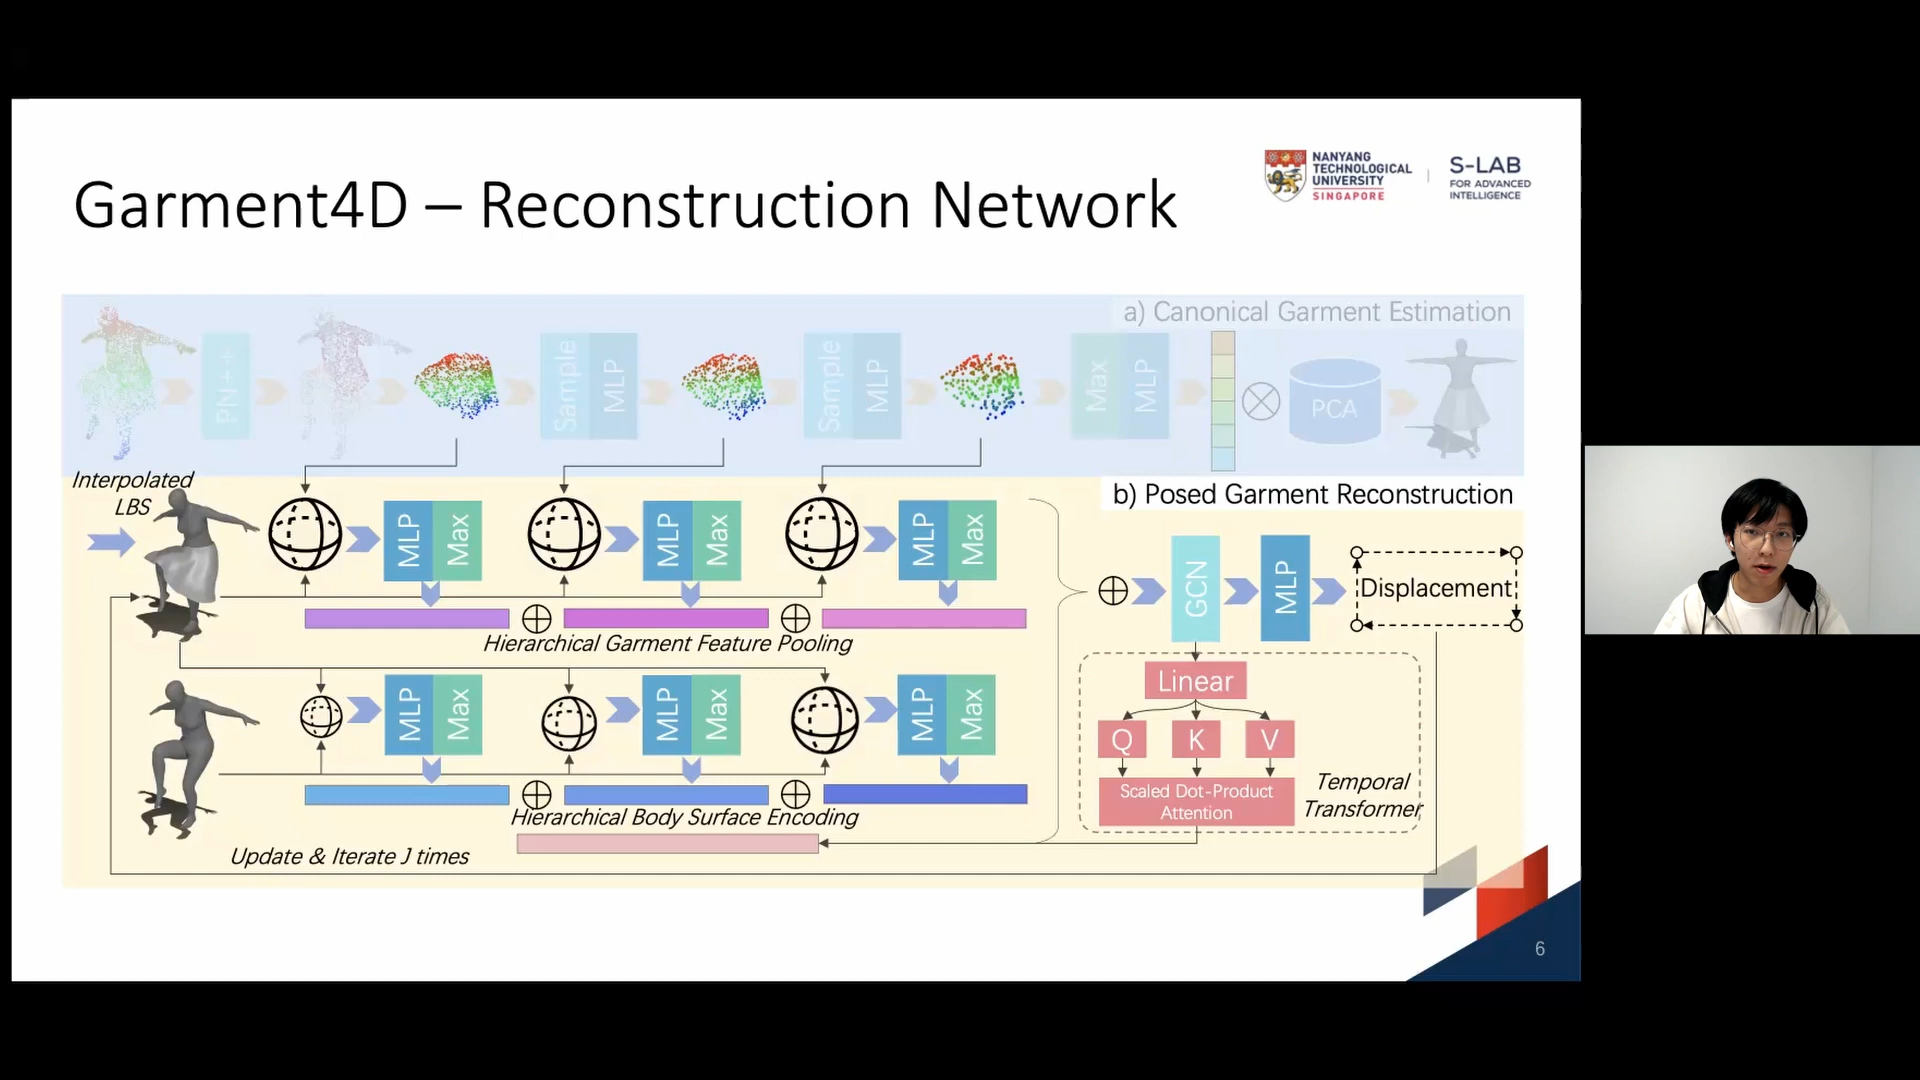 Garment4D – Reconstruction Network
NANYANG
TECHNOLOGICAL
UNIVERSITY
SINGAPORE
S-LAB
FOR ADVANCED
INTELLIGENCE
a) Canonical Garment Estimation
PN++
Sample
MLP
Sample
MLP
Max
MLP
PCA
Interpolated
LBS
b) Posed Garment Reconstruction
MLP
Max
MLP
Max
MLP
Max
GCN
MLP
Displacement
Hierarchical Garment Feature Pooling
MLP
Max
MLP
Max
MLP
Max
Linear
Q
K
V
Scaled Dot-Product
Attention
Temporal
Transformer
Hierarchical Body Surface Encoding
Update & Iterate J times
6